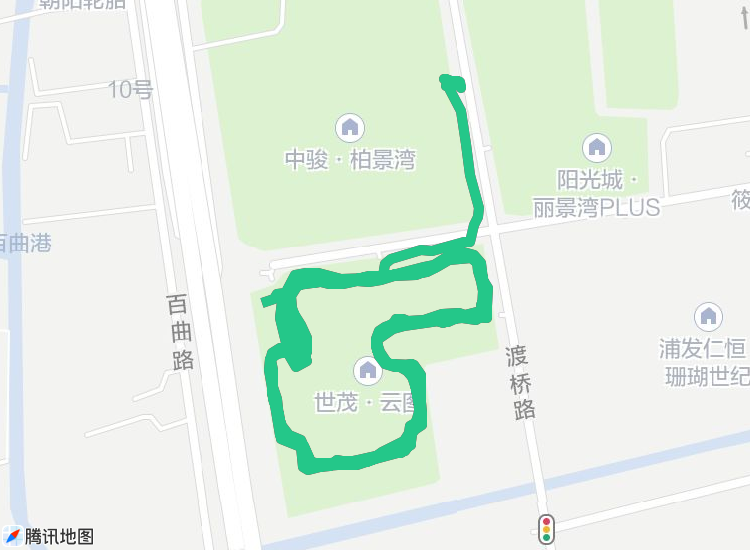 朝阳轮胎
10号
中骏·柏景湾
阳光城·
丽景湾PLUS
筱
百曲港
百
曲
路
浦发仁恒
珊瑚世纪
渡
桥
路
世茂·云图
腾讯地图